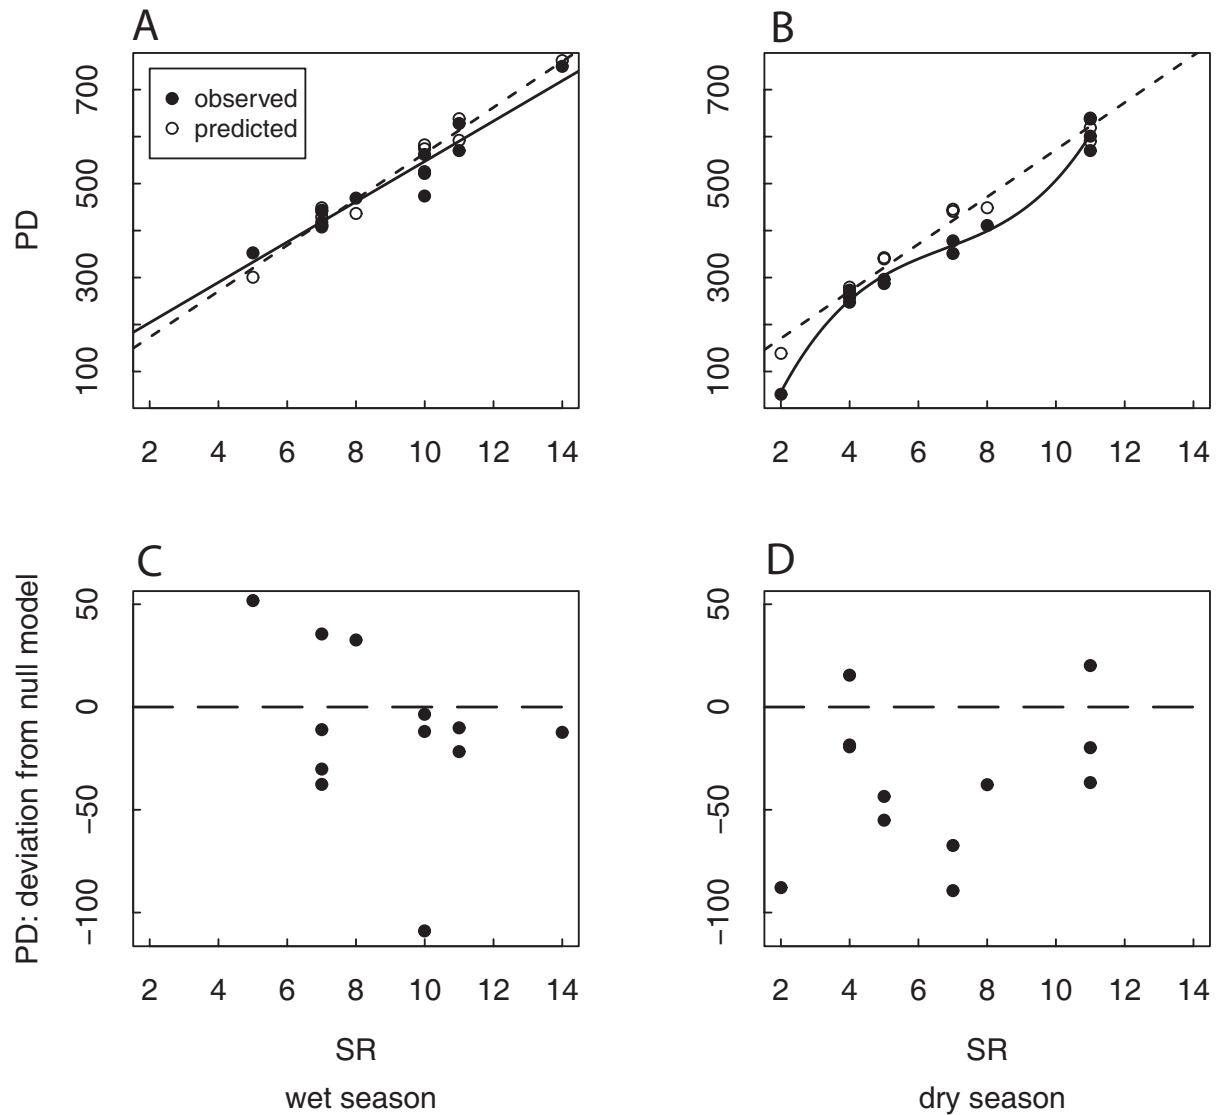 A
B
700
500
300
100
PD
observed
predicted
2 4 6 8 10 12 14
700
500
300
100
2 4 6 8 10 12 14
C
D
PD: deviation from null model
50
0
−50
−100
2 4 6 8 10 12 14
SR
wet season
50
0
−50
−100
2 4 6 8 10 12 14
SR
dry season